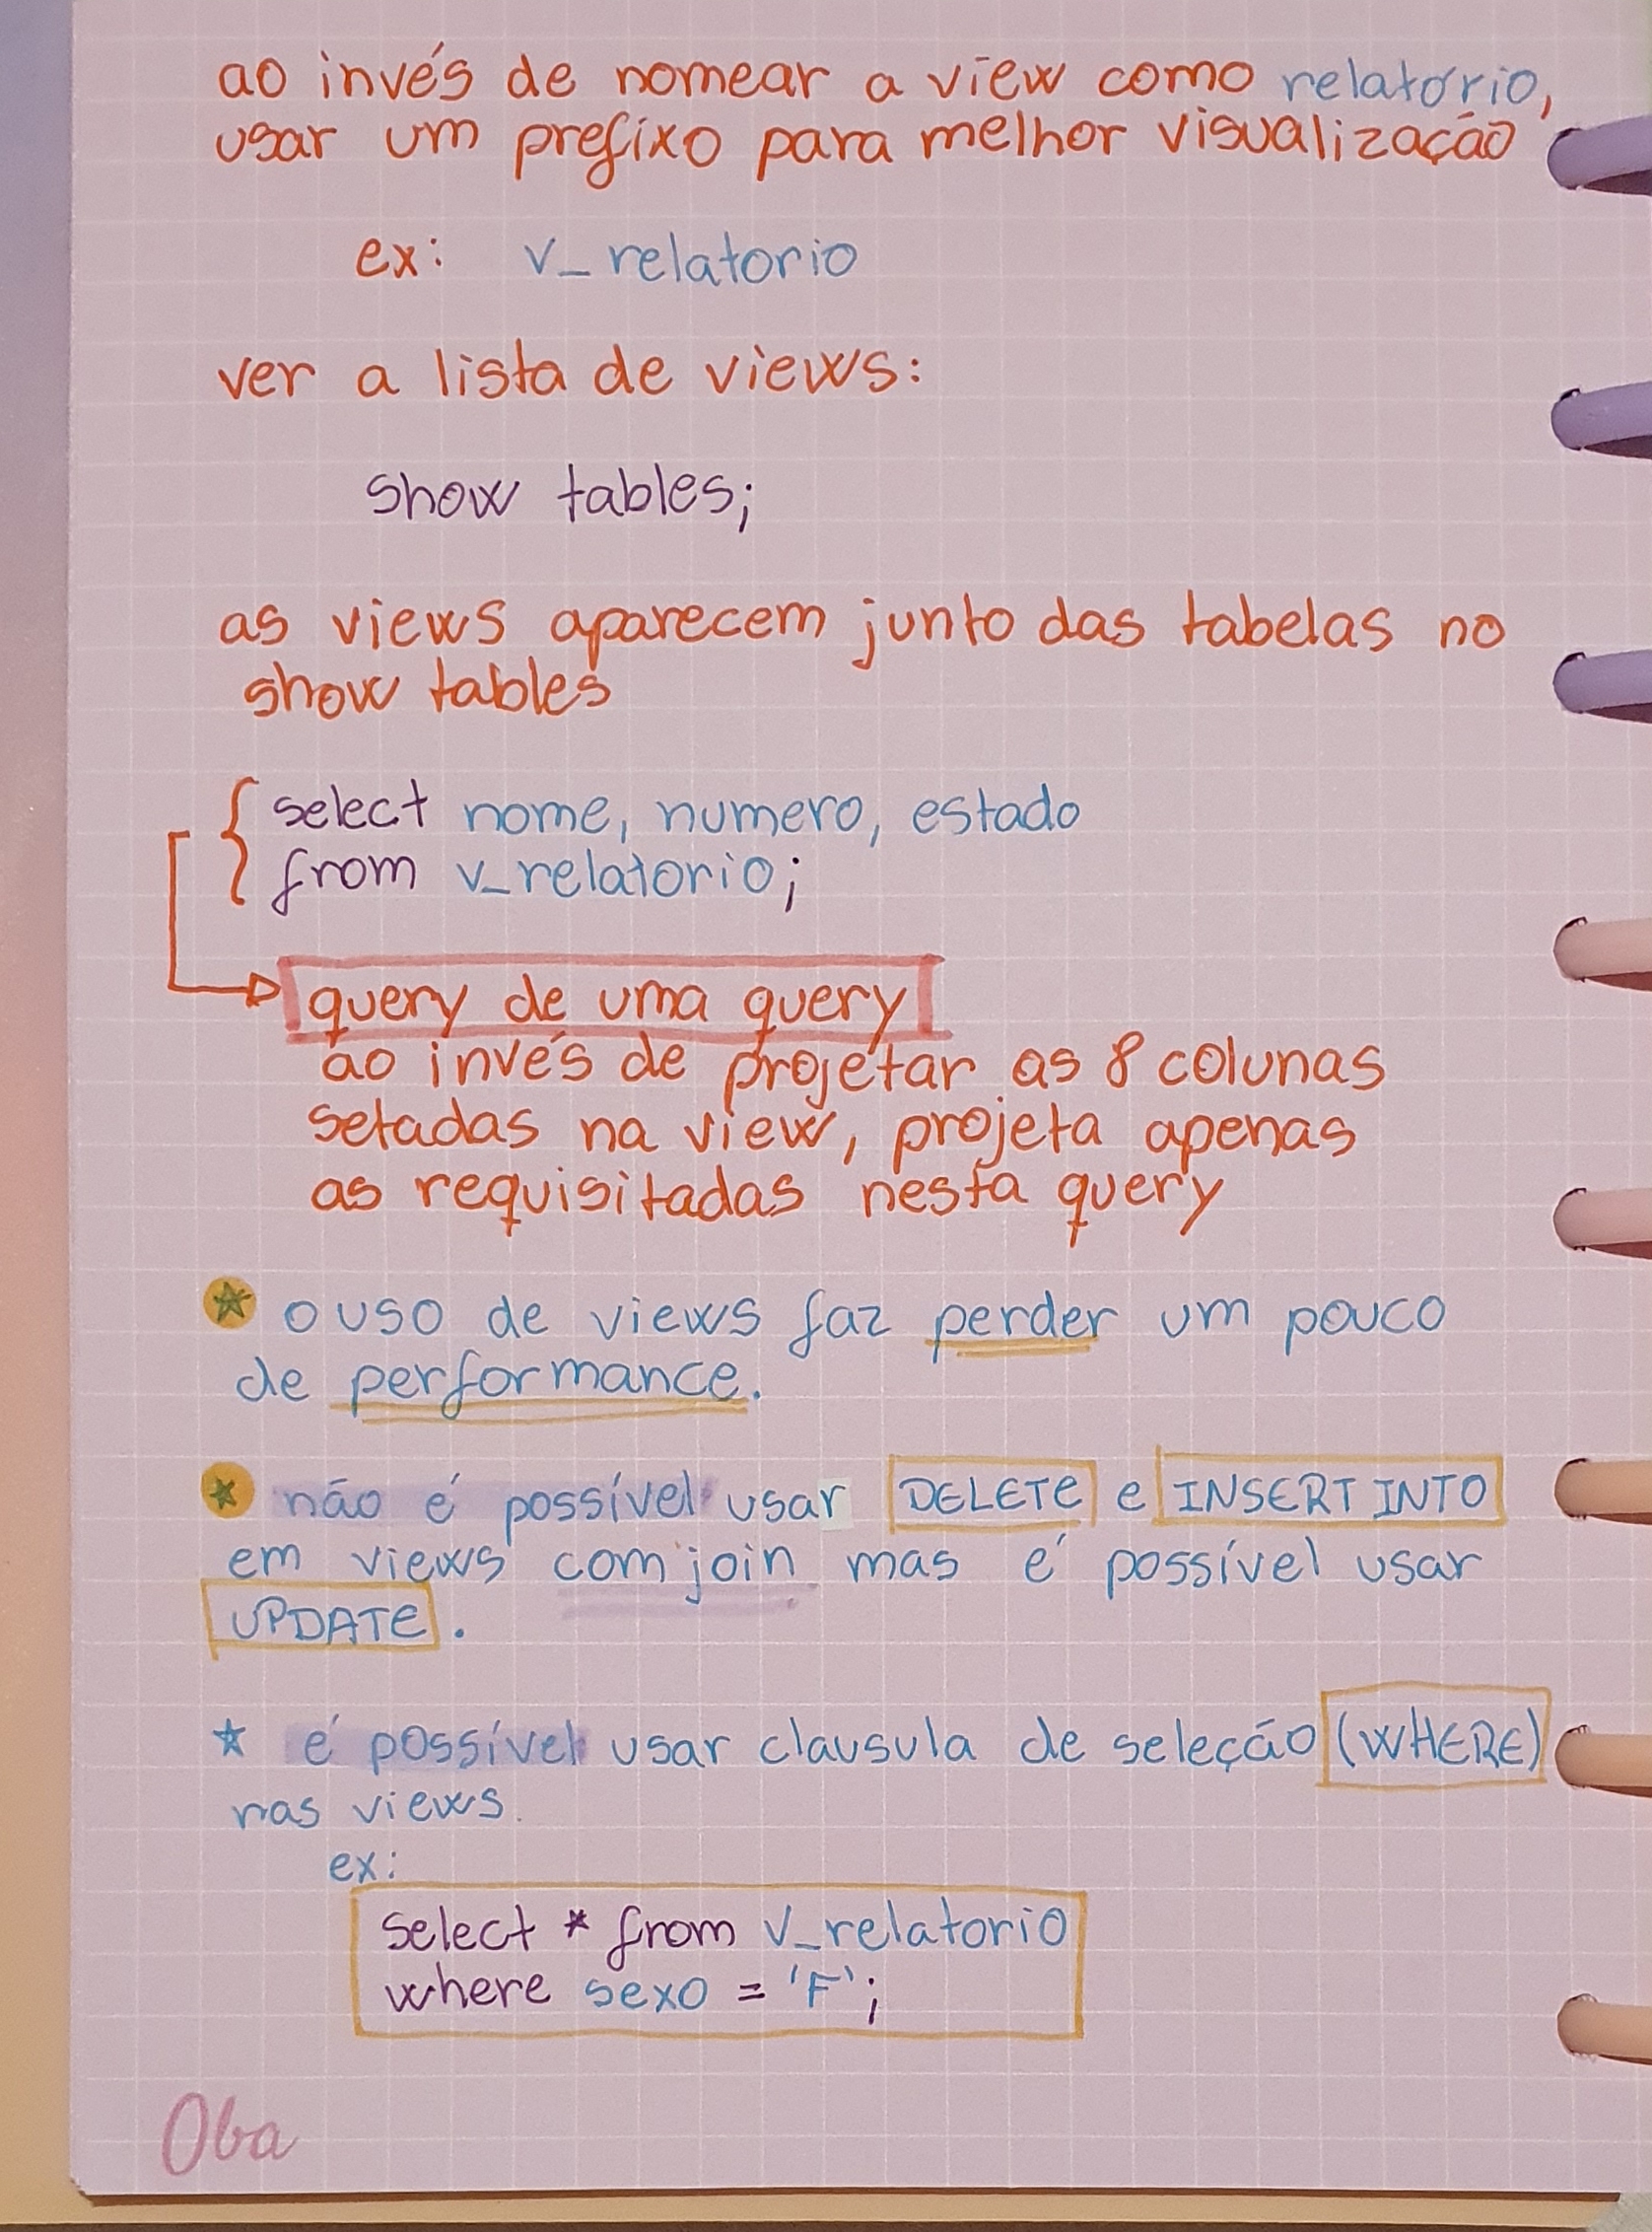 ao invés de nomear a view como relatório,
usar um prefixo para melhor visualização
ex: v_relatorio
ver a lista de views:
show tables;
as views aparecem junto das tabelas no
show tables
{ select nome, numero, estado
from v_relatorio;
query de uma query
ao invés de projetar as 8 colunas
setadas na view, projeta apenas
as requisitadas nesta query
★ o uso de views faz perder um pouco
de performance.
★ não é possível usar DELETE e INSERT INTO
em views com join mas é possível usar
UPDATE.
★ é possível usar clausula de seleção (WHERE)
nas views.
ex:
select * from v_relatorio
where sexo = 'F';
Oba